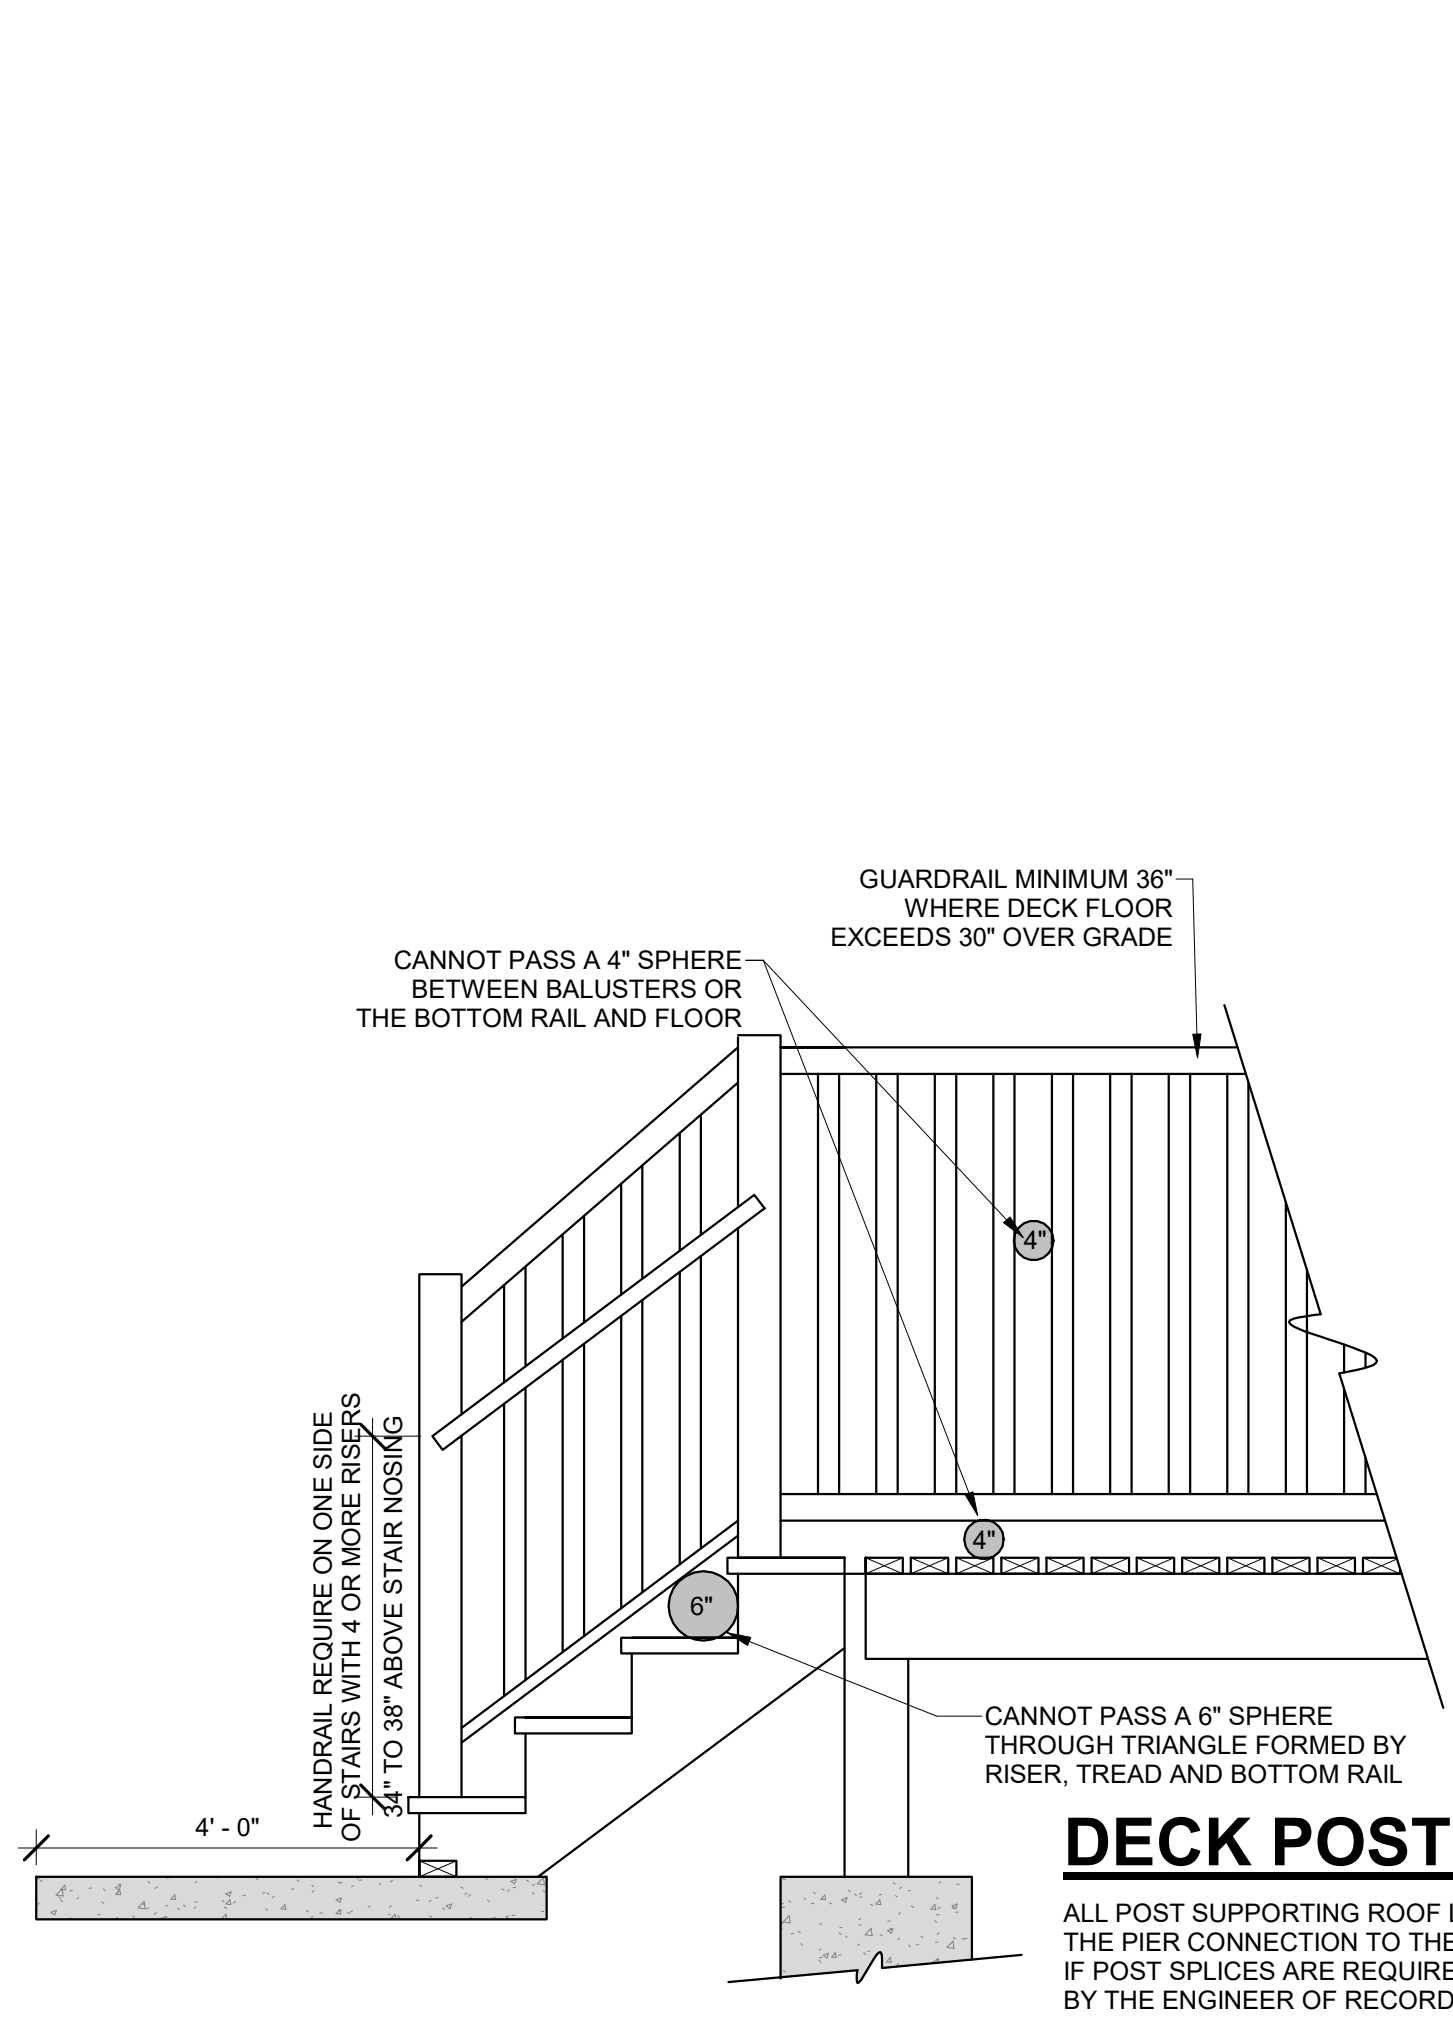 GUARDRAIL MINIMUM 36"
WHERE DECK FLOOR
EXCEEDS 30" OVER GRADE
CANNOT PASS A 4" SPHERE
BETWEEN BALUSTERS OR
THE BOTTOM RAIL AND FLOOR
4"
4"
6"
HANDRAIL REQUIRE ON ONE SIDE
OF STAIRS WITH 4 OR MORE RISERS
34" TO 38" ABOVE STAIR NOSING
CANNOT PASS A 6" SPHERE
THROUGH TRIANGLE FORMED BY
RISER, TREAD AND BOTTOM RAIL
4' - 0"
DECK POST
ALL POST SUPPORTING ROOF
THE PIER CONNECTION TO THE
IF POST SPLICES ARE
BY THE ENGINEER OF RECORD